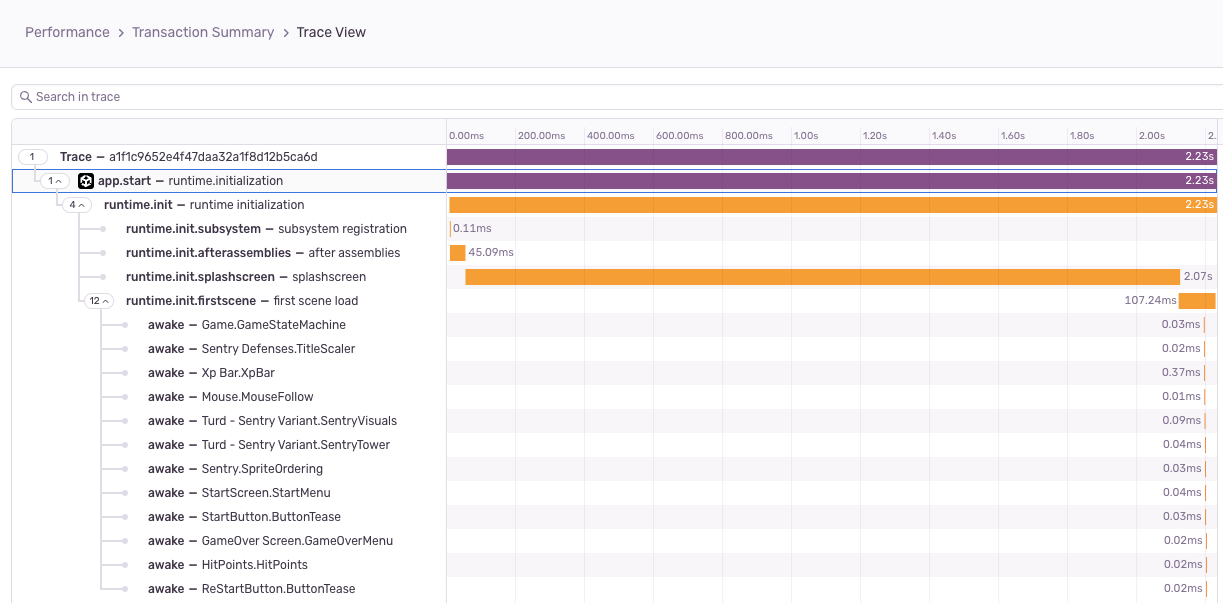 Performance > Transaction Summary > Trace View
Search in trace
0.00ms 200.00ms 400.00ms 600.00ms 800.00ms 1.00s 1.20s 1.40s 1.60s 1.80s 2.00s 2.
1 Trace — a1f1c9652e4f47daa32a1f8d12b5ca6d 2.23s
1 app.start — runtime.initialization 2.23s
4 runtime.init — runtime initialization 2.23s
runtime.init.subsystem — subsystem registration 0.11ms
runtime.init.afterassemblies — after assemblies 45.09ms
runtime.init.splashscreen — splashscreen 2.07s
12 runtime.init.firstscene — first scene load 107.24ms
awake — Game.GameStateMachine 0.03ms
awake — Sentry Defenses.TitleScaler 0.02ms
awake — Xp Bar.XpBar 0.37ms
awake — Mouse.MouseFollow 0.01ms
awake — Turd - Sentry Variant.SentryVisuals 0.09ms
awake — Turd - Sentry Variant.SentryTower 0.04ms
awake — Sentry.SpriteOrdering 0.03ms
awake — StartScreen.StartMenu 0.04ms
awake — StartButton.ButtonTease 0.03ms
awake — GameOver Screen.GameOverMenu 0.02ms
awake — HitPoints.HitPoints 0.02ms
awake — ReStartButton.ButtonTease 0.02ms